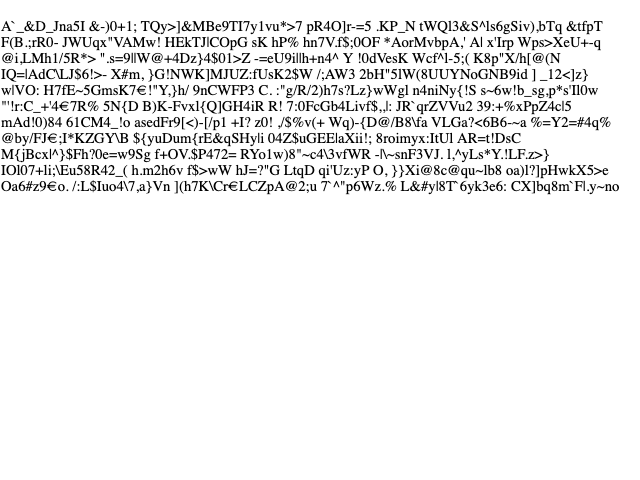 A`_&D_Jna5I &-)0+1; TQy>]&MBe9TI7y1vu*>7 pR4O]r-=5 .KP_N tWQl3&S^ls6gSiv),bTq &tfpT
F(B.;rR0- JWUqx"VAMw! HEkTJ|COpG sK hP% hn7V.f$;0OF *AorMvbpA,' A| x'Irp Wps>XeU+-q
@i,LMh1/5R*> ".s=9||W@+4Dz}4$01>Z -=eU9i||h+n4^ Y !0dVesK Wcf^l-5;( K8p"X/h[@(N
IQ=|AdC\J$6!>- X#m, }G!NWK]MJUZ:fUsK2$W /;AW3 2bH"5lW(8UUYNoGNB9id ] _12<]z}
w|VO: H7fE~5GmsK7€!"Y,}h/ 9nCWFP3 C. :"g/R/2)h7s?Lz}wWgl n4niNy{!S s~6w!b_sg,p*s'Il0w
"'!r:C_+'4€7R% 5N{D B)K-Fvxl{Q]GH4iR R! 7:0FcGb4Livf$,,|: JR`qrZVVu2 39:+%xPpZ4c|5
mAd!0)84 61CM4_!o asedFr9[<)-[/p1 +I? z0! ,/$%v(+ Wq)-{D@/B8\fa VLGa?<6B6-~a %=Y2=#4q%
@by/FJ€;I*KZGY\B ${yuDum{rE&qSHy|i 04Z$uGEE|aXii!; 8roimyx:ItUl AR=t!DsC
M{jBcx|^}$Fh?0e=w9Sg f+OV.$P472= RYo1w)8"~c4\3vfWR -|\~snF3VJ. l,^yLs*Y.!LF.z>}
IOl07+li;\Eu58R42_( h.m2h6v f$>wW hJ=?"G LtqD qi'Uz:yP O, }}Xi@8c@qu~lb8 oa)l?]pHwkX5>e
Oa6#z9€o. /:L$Iuo4\7,a}Vn ](h7K\Cr€LCZpA@2;u 7`^"p6Wz.% L&#y|8T`6yk3e6: CX]bq8m`F|.y~no